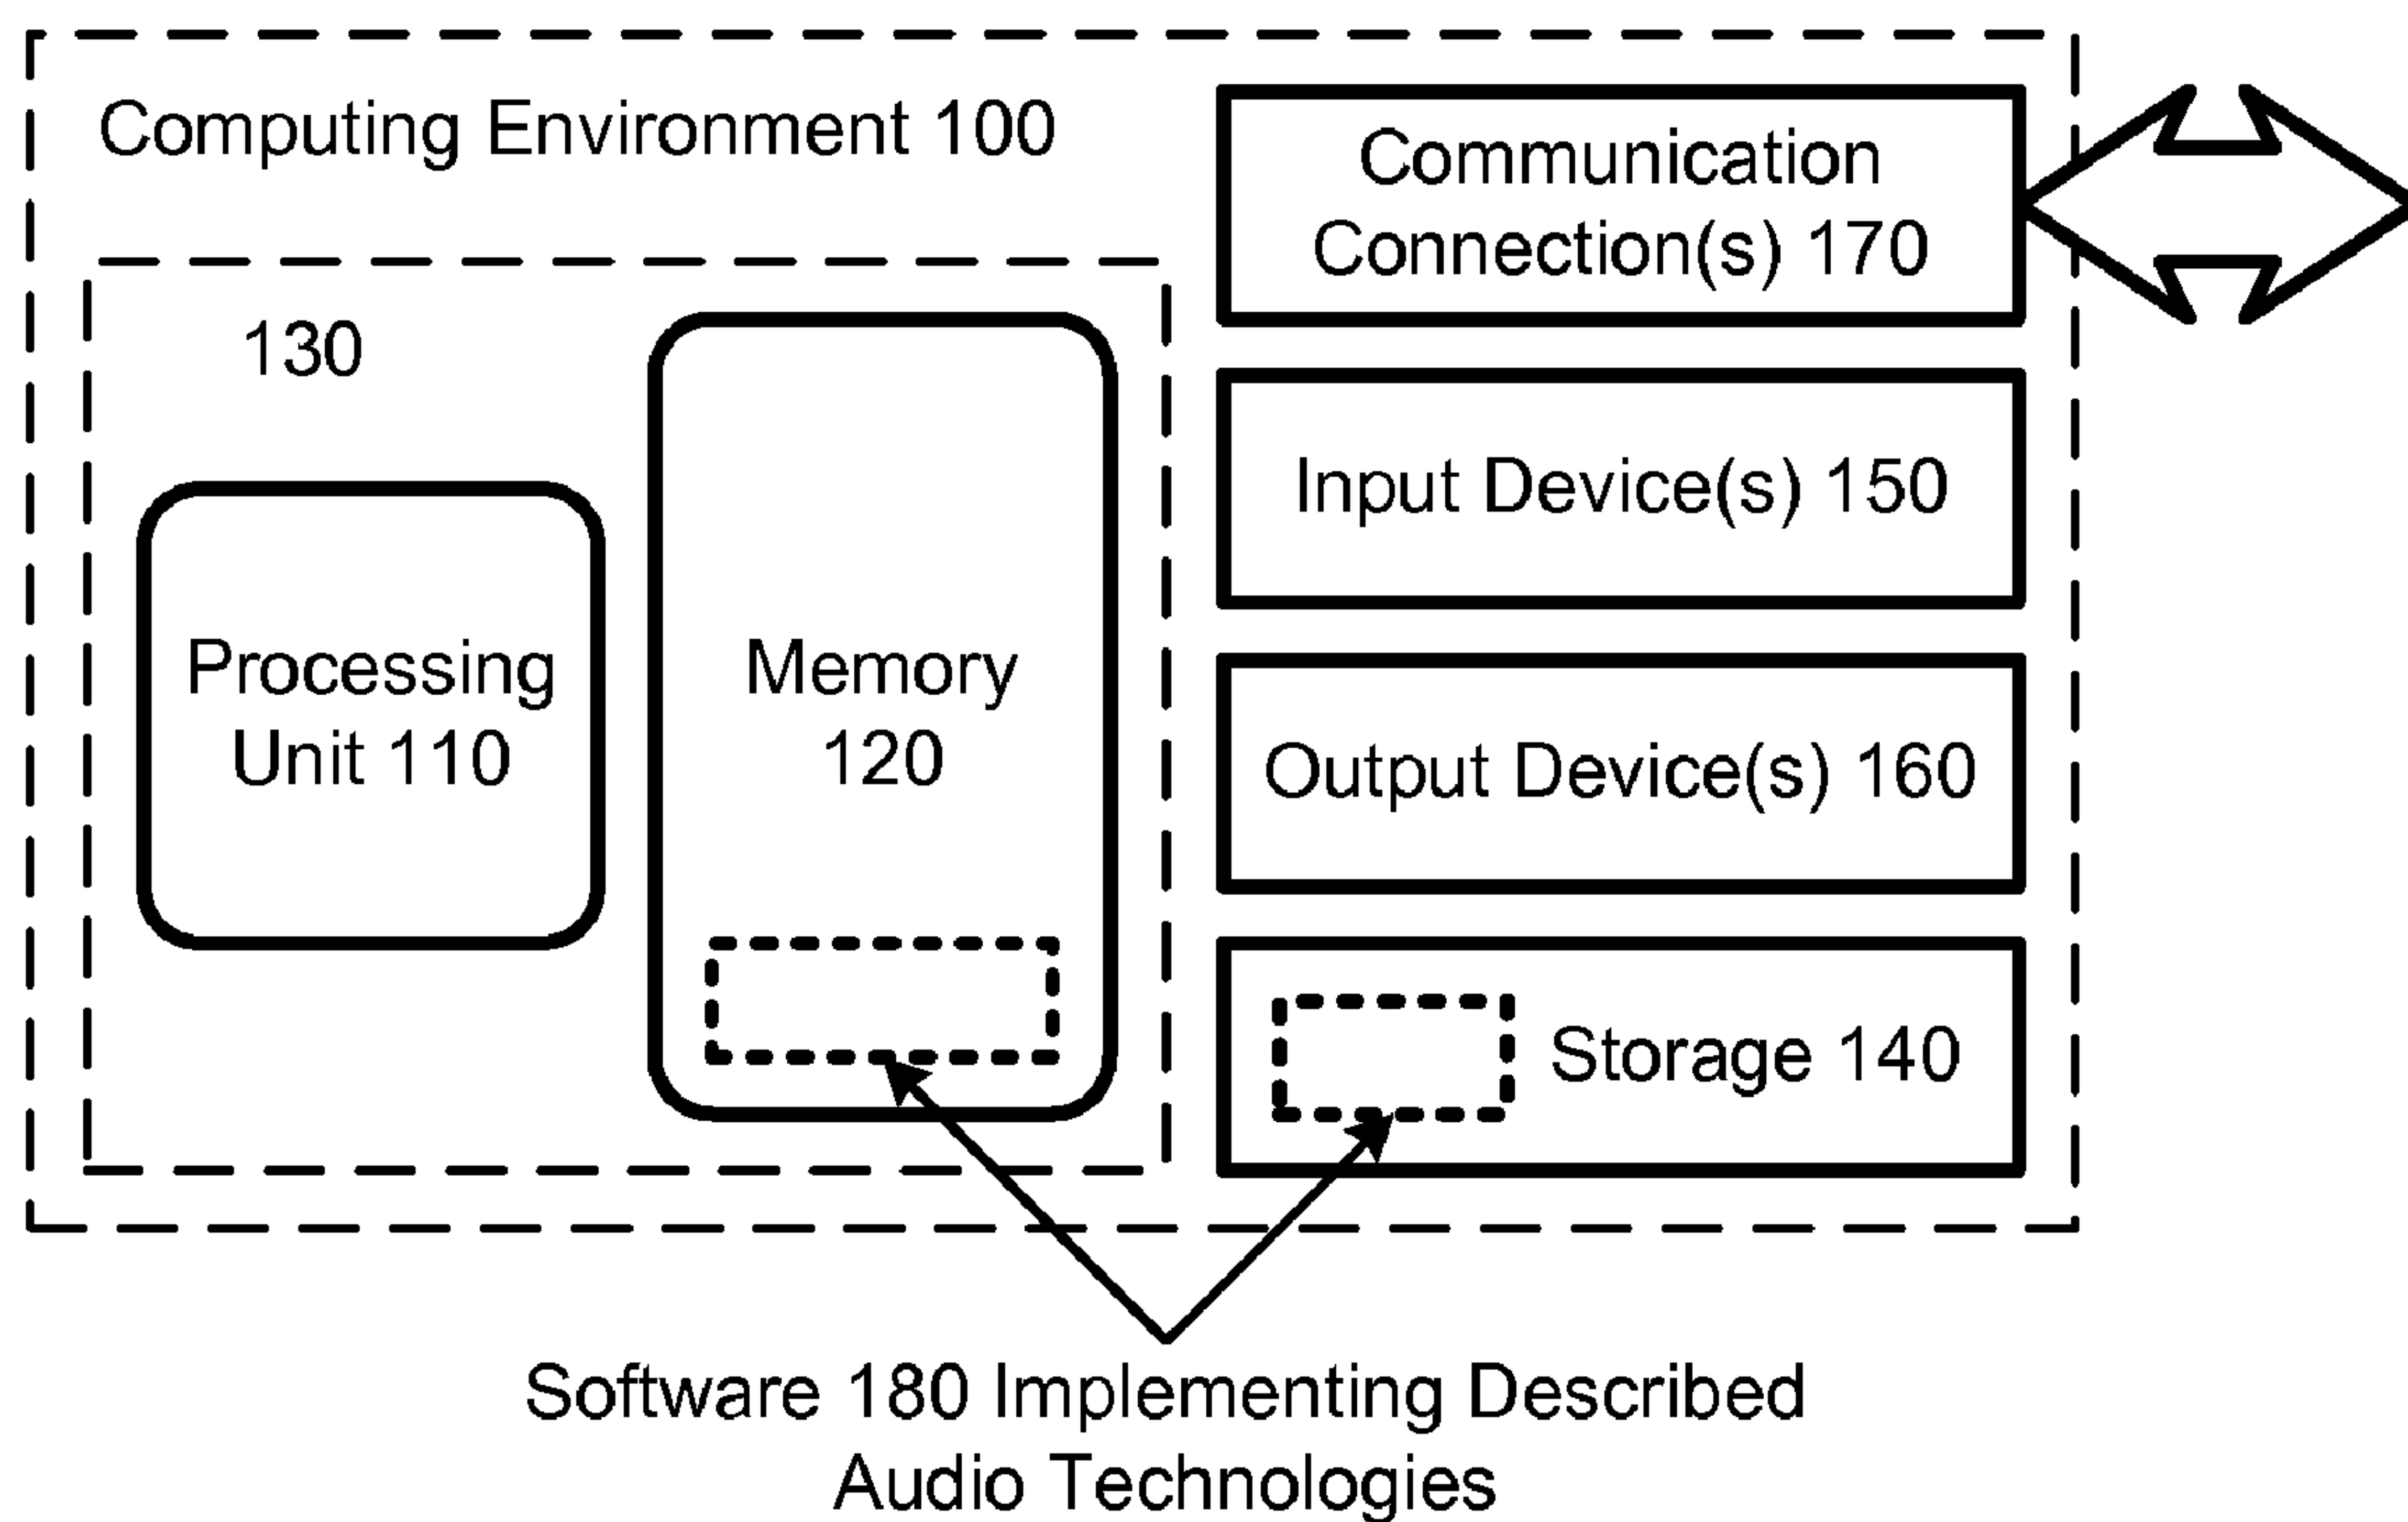 Computing Environment 100
Communication
Connection(s) 170
130
Input Device(s) 150
Processing
Unit 110
Memory
120
Output Device(s) 160
Storage 140
Software 180 Implementing Described
Audio Technologies